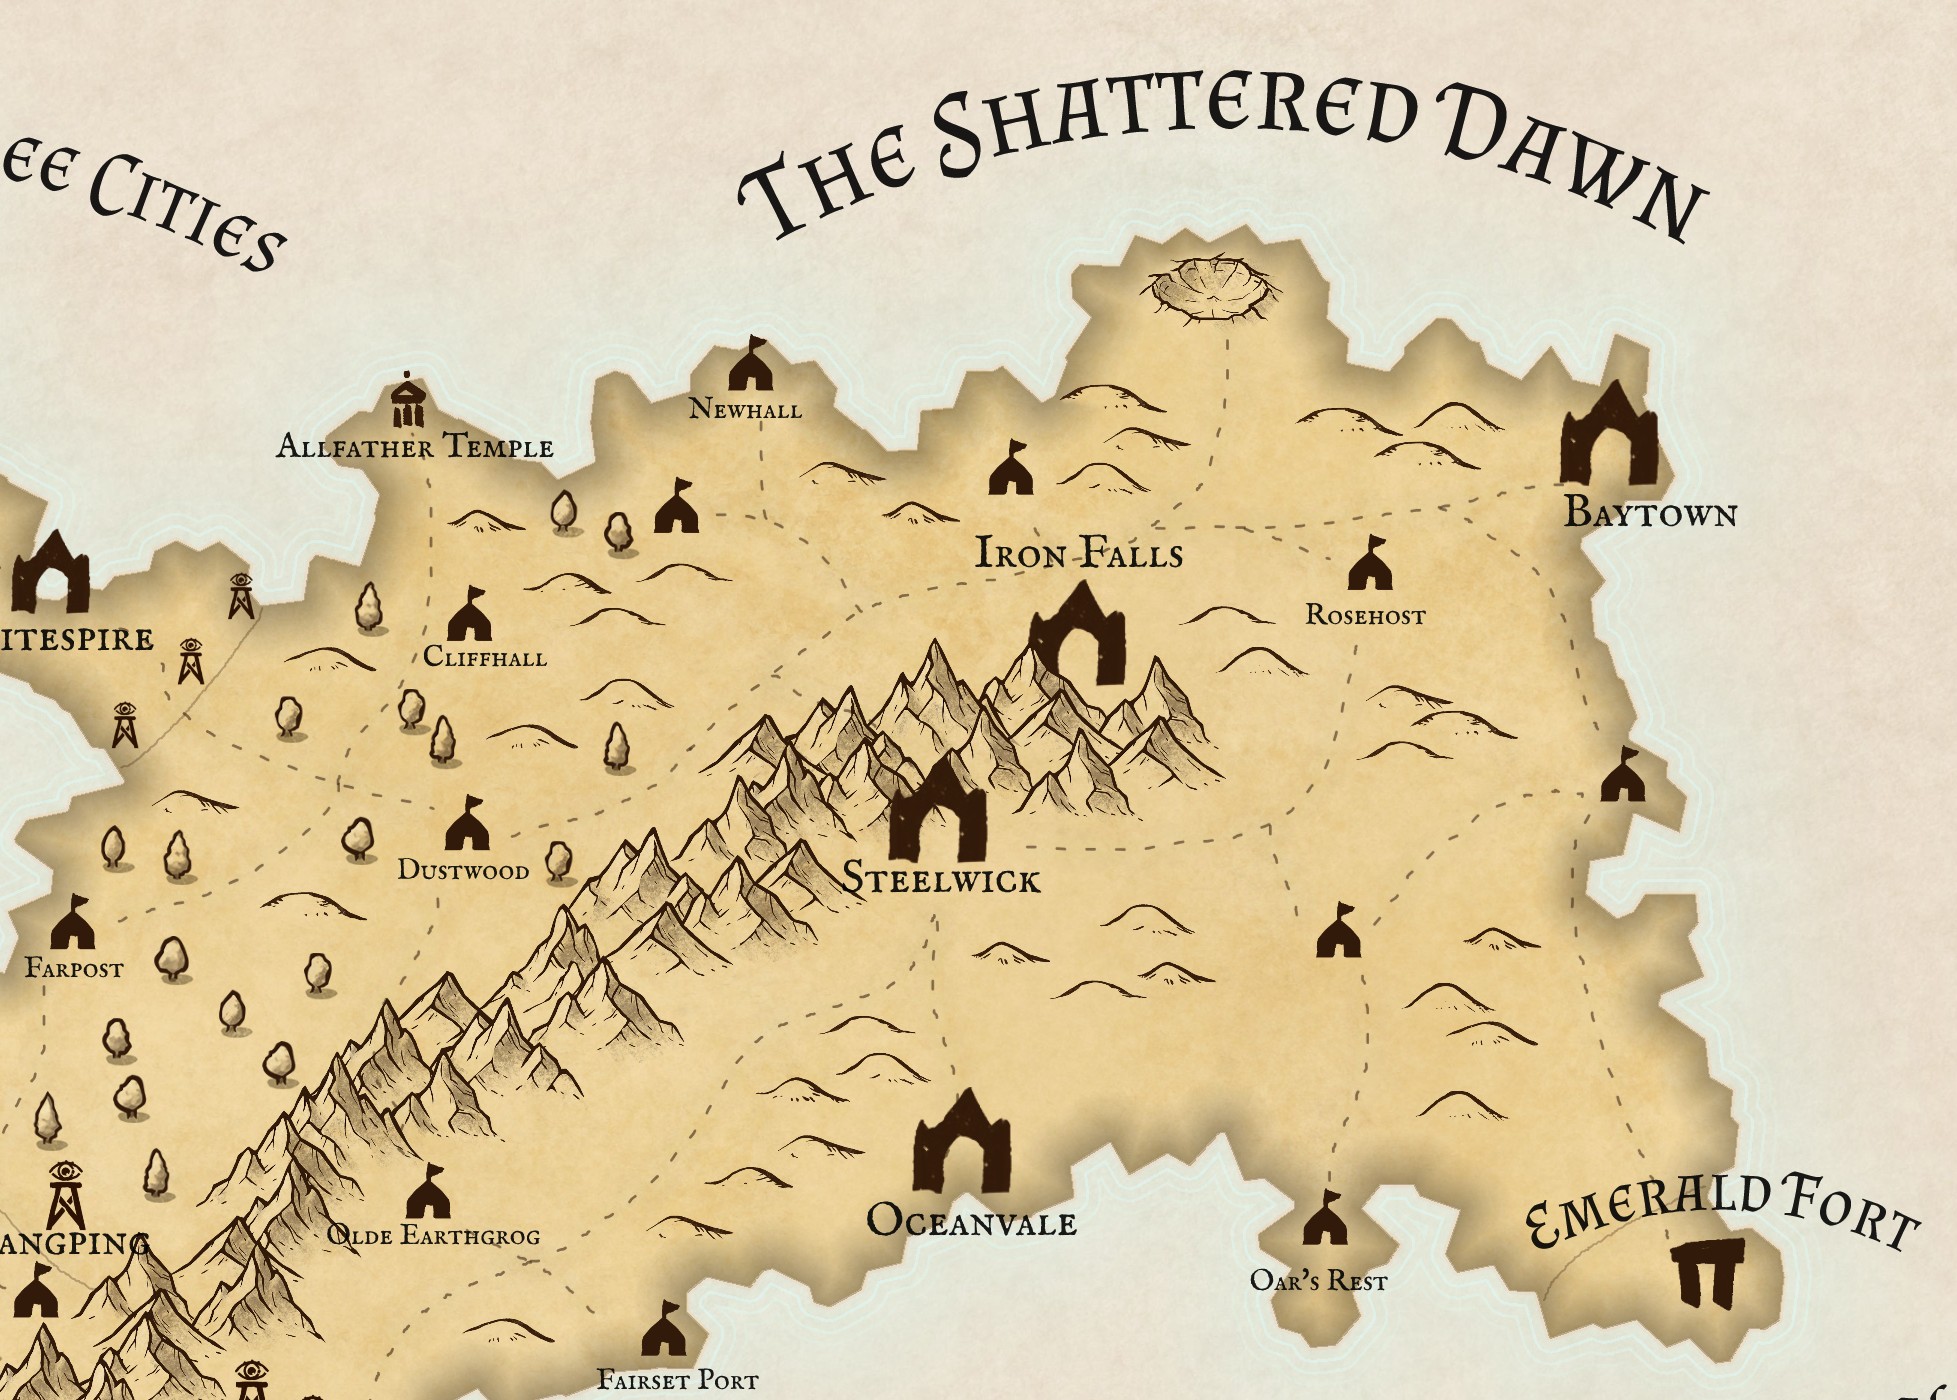 The Shattered Dawn
ee Cities
Newhall
Allfather Temple
Baytown
Iron Falls
Rosehost
itespire
Cliffhall
Dustwood
Steelwick
Farpost
Emerald Fort
Oceanvale
angping
Olde Earthgrog
Oar's Rest
Fairset Port